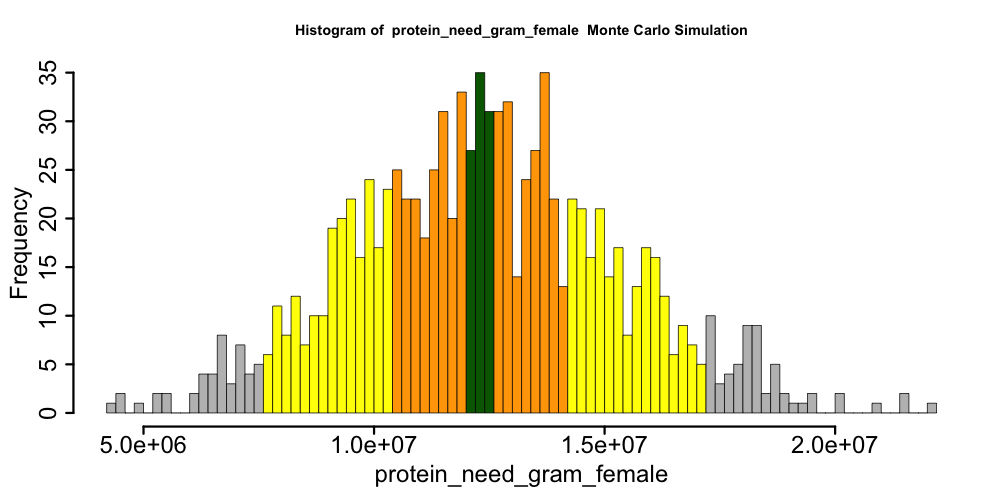 Histogram of  protein_need_gram_female  Monte Carlo Simulation
Frequency
35
30
25
20
15
10
5
0
5.0e+06 1.0e+07 1.5e+07 2.0e+07
protein_need_gram_female